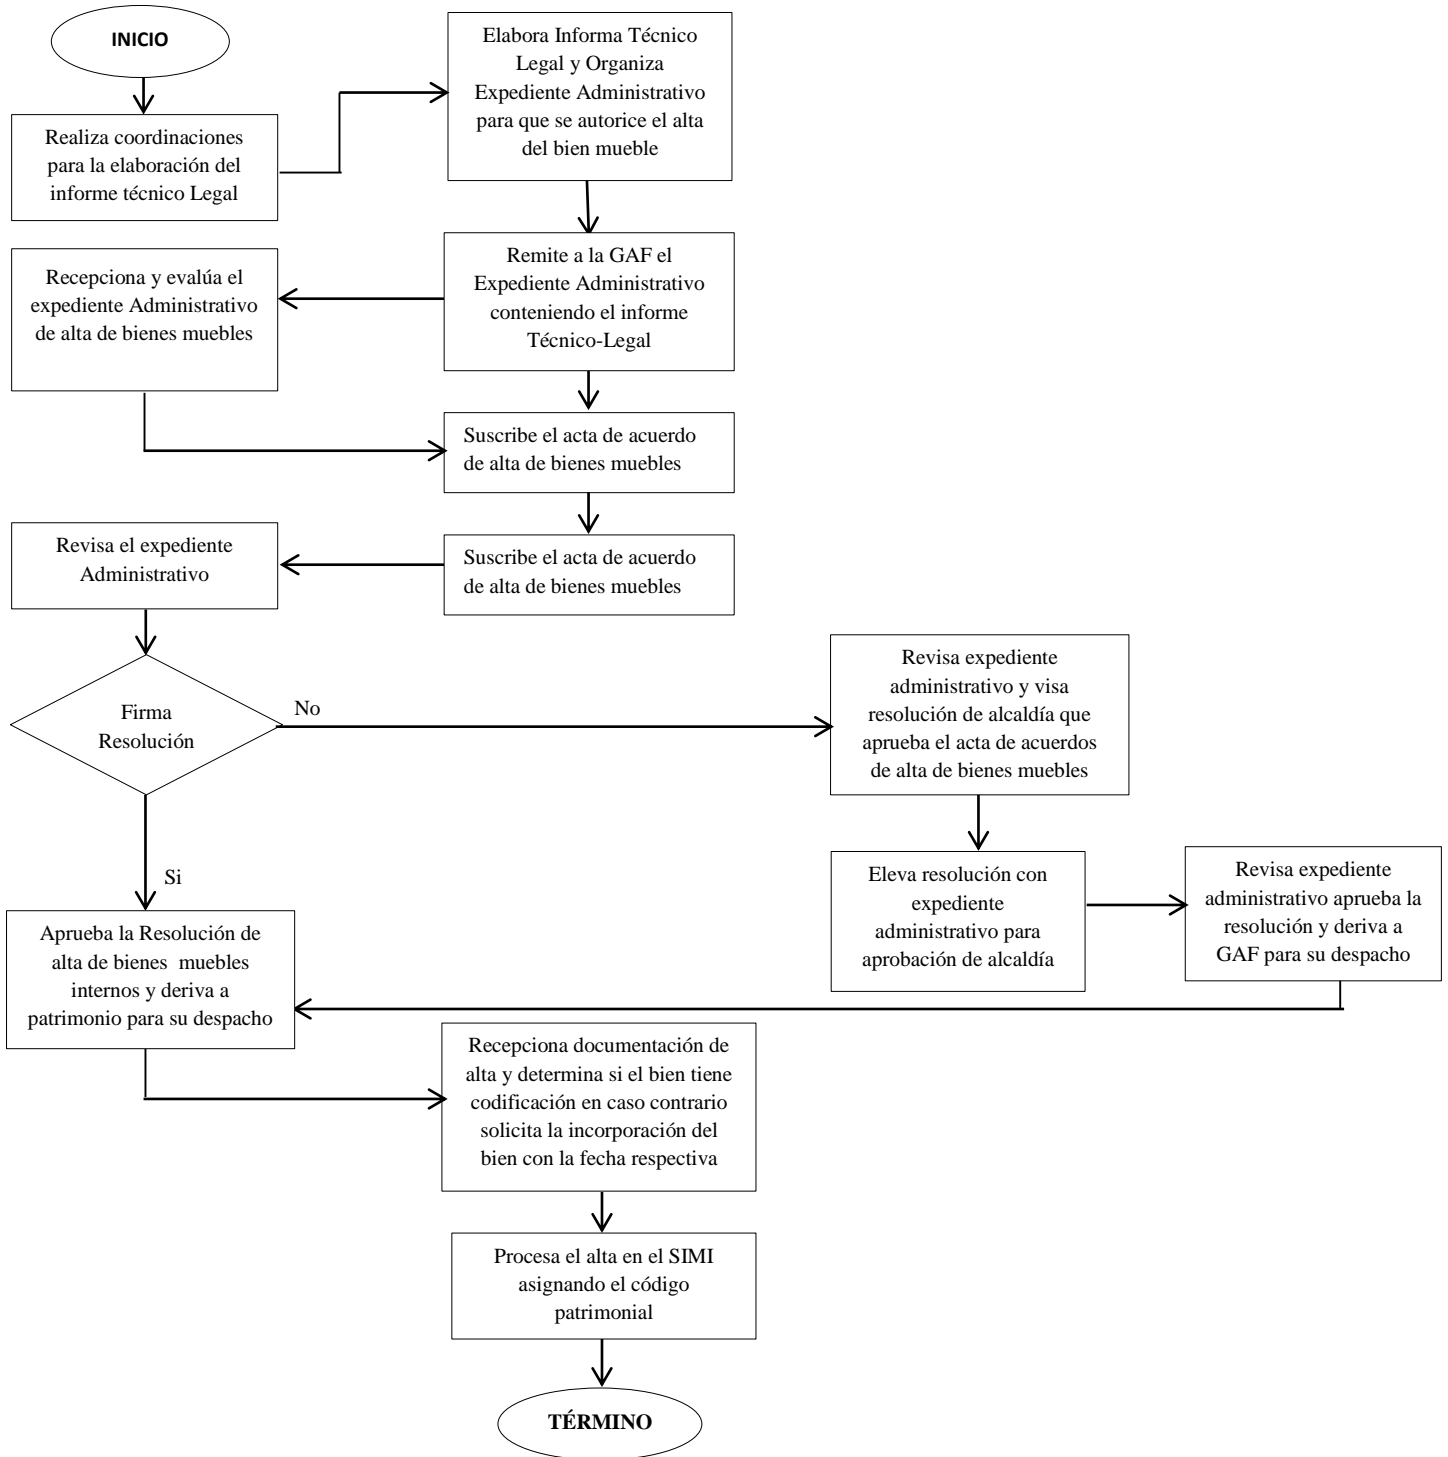 INICIO
Realiza coordinaciones
para la elaboración del
informe técnico Legal
Elabora Informa Técnico
Legal y Organiza
Expediente Administrativo
para que se autorice el alta
del bien mueble
Remite a la GAF el
Expediente Administrativo
conteniendo el informe
Técnico-Legal
Recepciona y evalúa el
expediente Administrativo
de alta de bienes muebles
Suscribe el acta de acuerdo
de alta de bienes muebles
Suscribe el acta de acuerdo
de alta de bienes muebles
Revisa el expediente
Administrativo
Firma
Resolución
No
Revisa expediente
administrativo y visa
resolución de alcaldía que
aprueba el acta de acuerdos
de alta de bienes muebles
Eleva resolución con
expediente
administrativo para
aprobación de alcaldía
Revisa expediente
administrativo aprueba la
resolución y deriva a
GAF para su despacho
Si
Aprueba la Resolución de
alta de bienes muebles
internos y deriva a
patrimonio para su despacho
Recepciona documentación de
alta y determina si el bien tiene
codificación en caso contrario
solicita la incorporación del
bien con la fecha respectiva
Procesa el alta en el SIMI
asignando el código
patrimonial
TÉRMINO